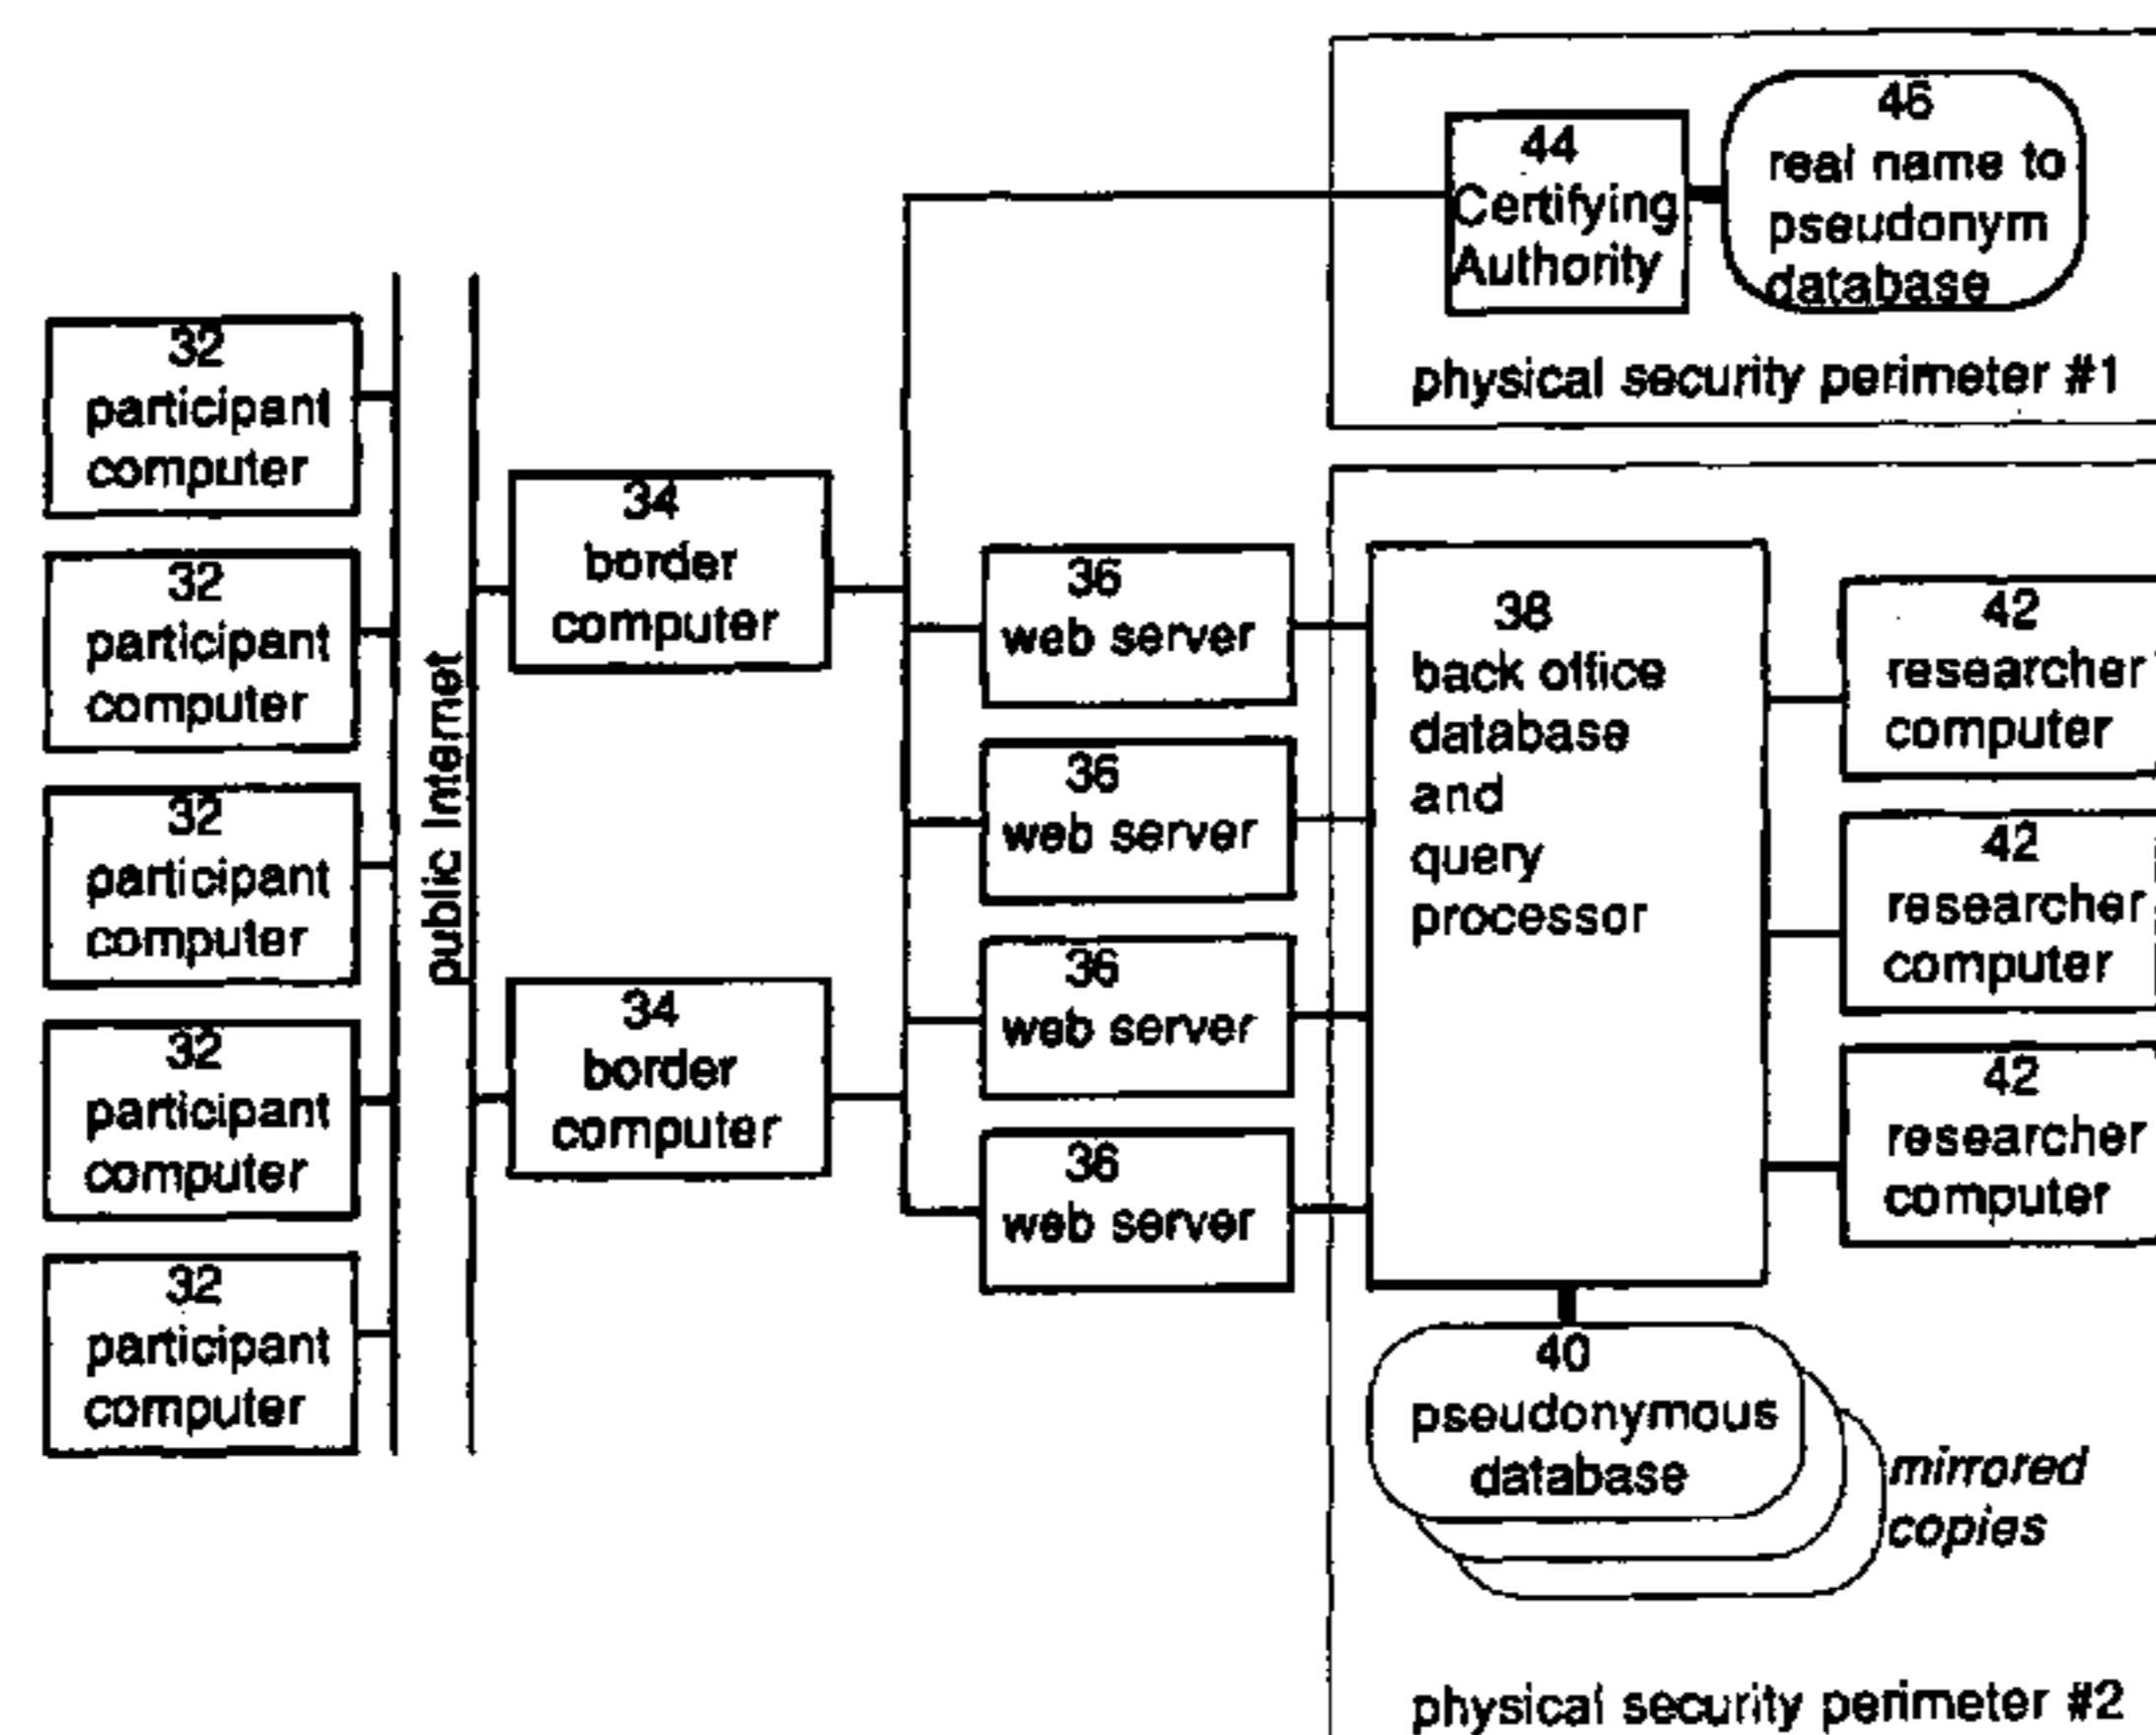 45
real name to
pseudonym
database
44
Certifying
Authority
physical security perimeter #1
32
participant
computer
32
participant
computer
32
participant
computer
32
participant
computer
32
participant
computer
public Internet
34
border
computer
34
border
computer
36
web server
36
web server
36
web server
36
web server
38
back office
database
and
query
processor
42
researcher
computer
42
researcher
computer
42
researcher
computer
40
pseudonymous
database
mirrored
copies
physical security perimeter #2